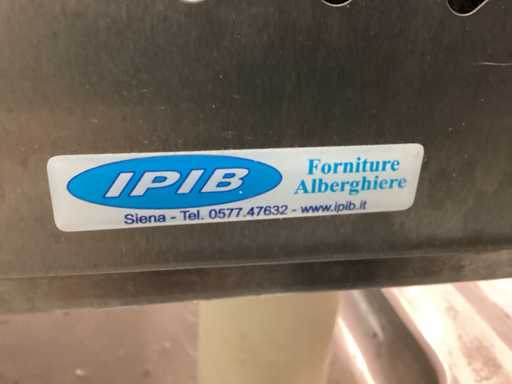 IPIB
Forniture
Alberghiere
Siena - Tel. 0577.47632 - www.ipib.it